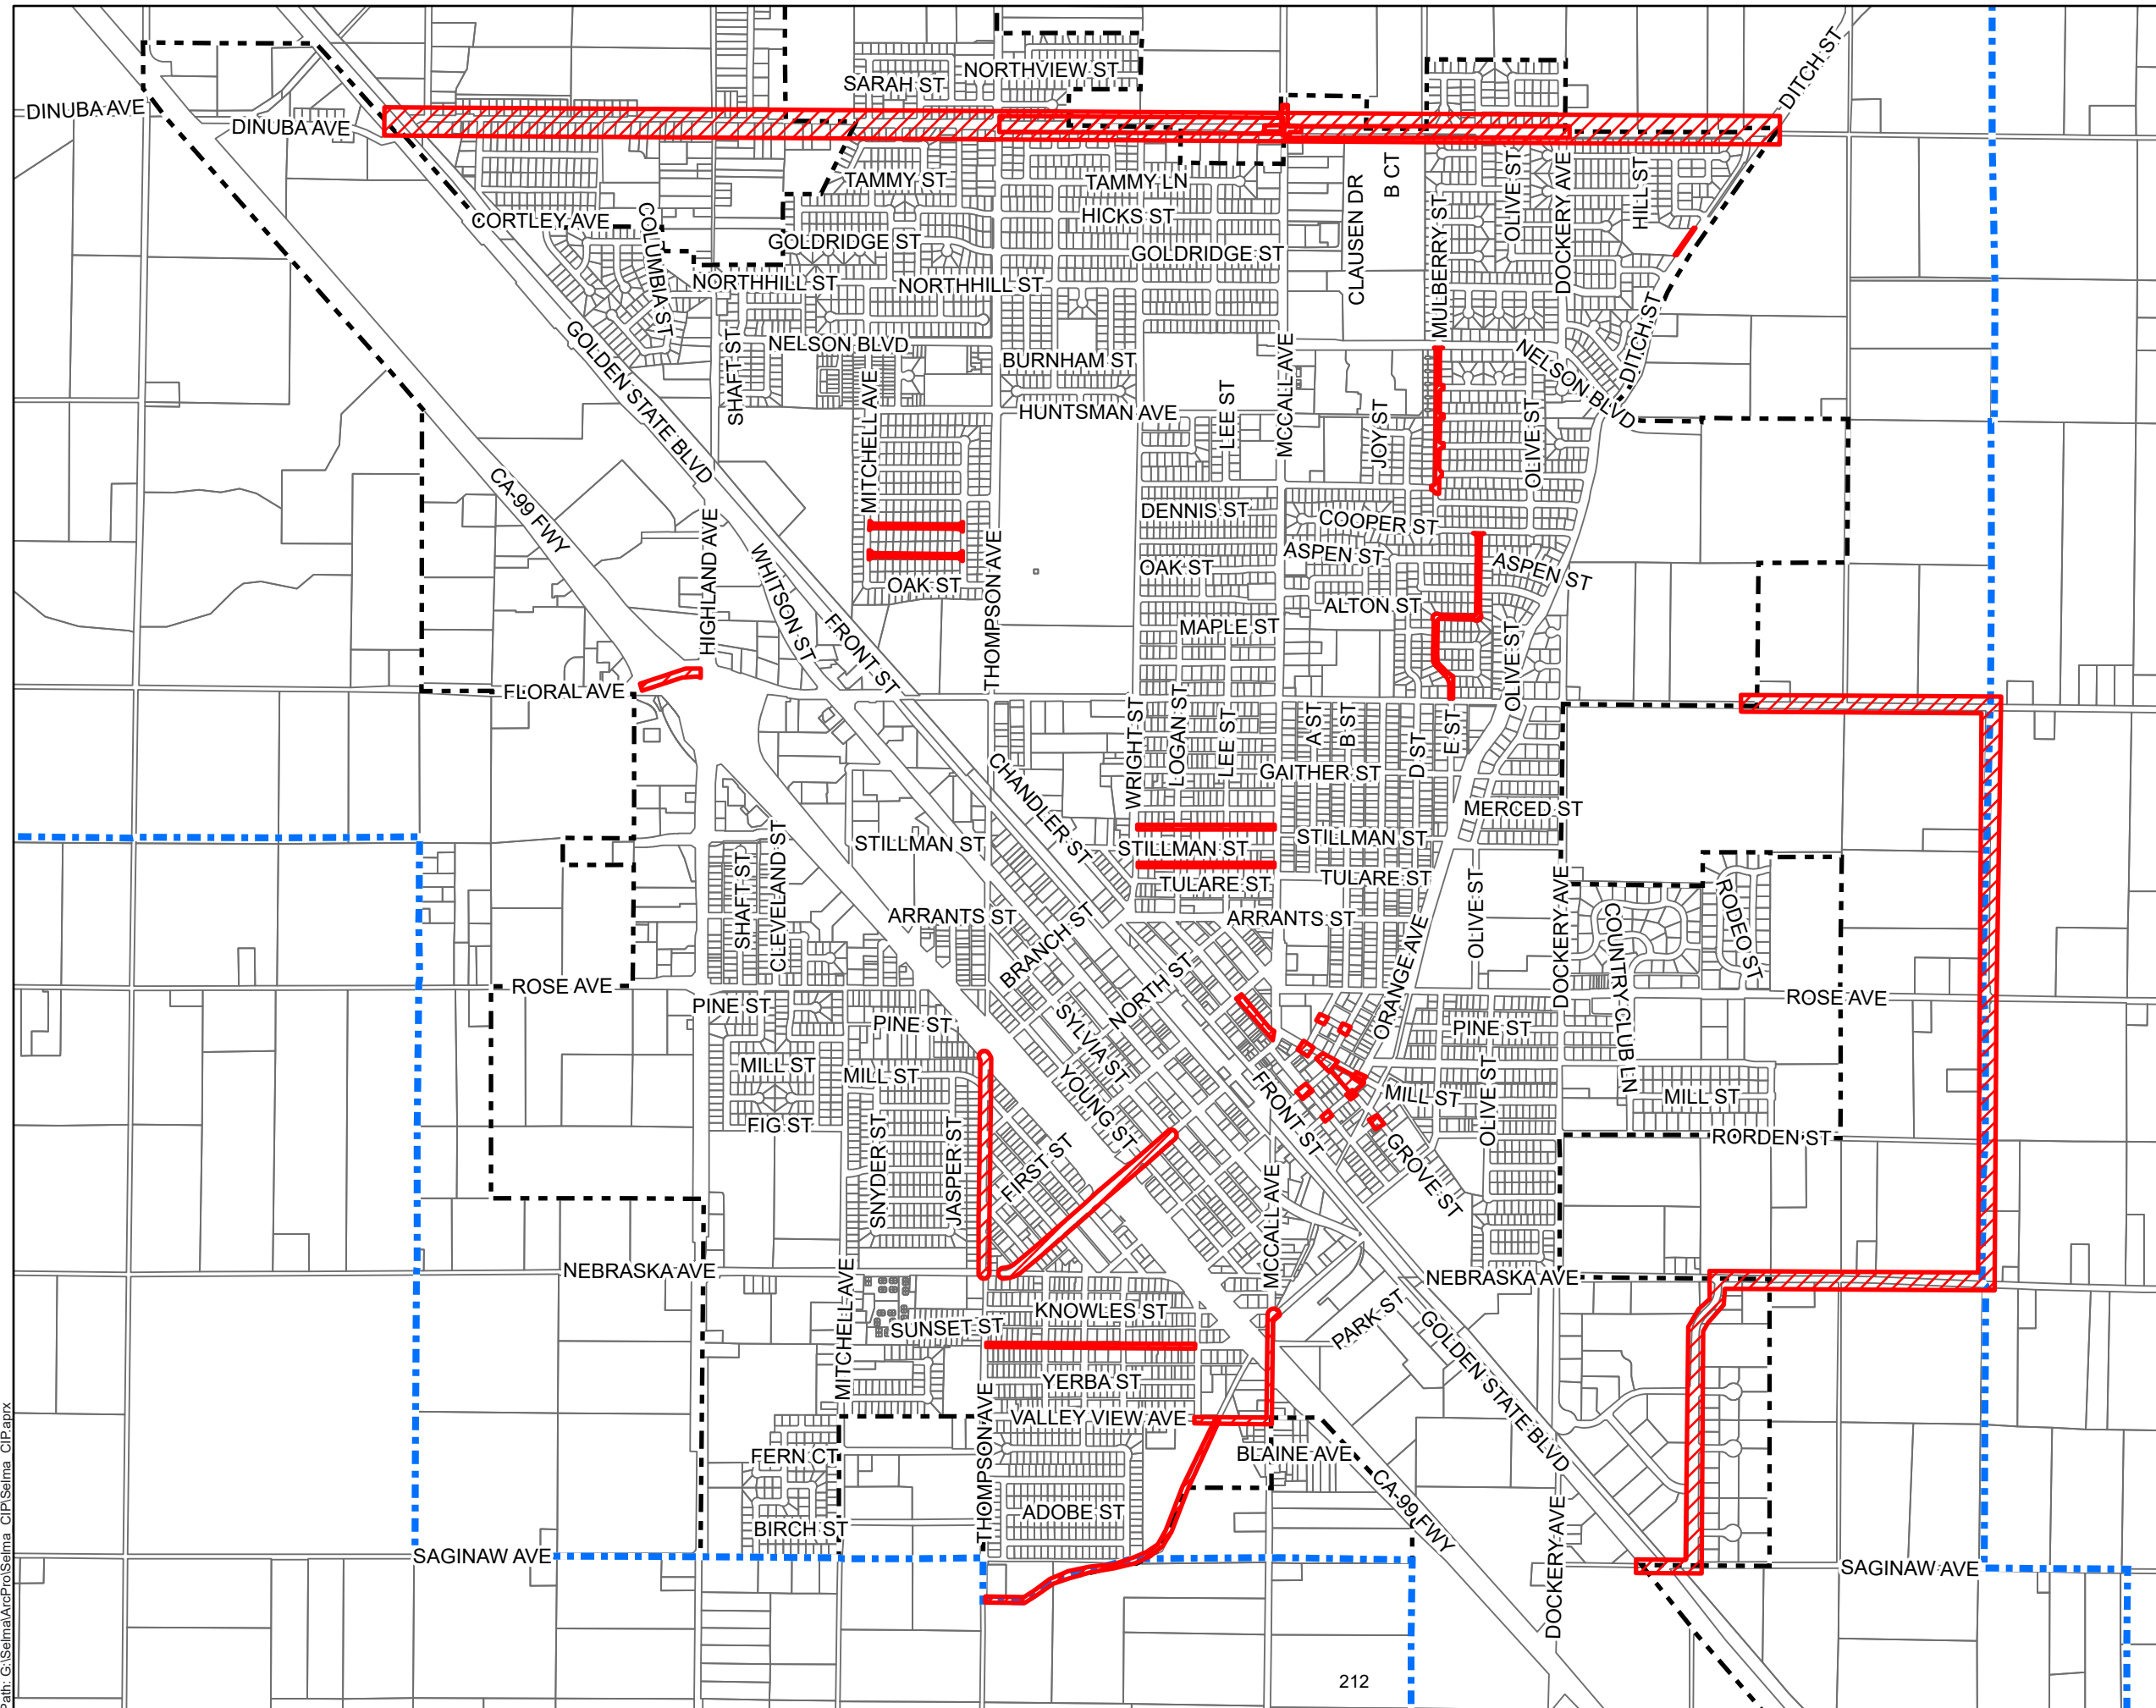 DITCH ST
NORTHVIEW ST
SARAH ST
DINUBA AVE
DINUBA AVE
TAMMY ST
TAMMY LN
CLAUSEN DR
B CT
OLIVE ST
DOCKERY AVE
HILL ST
CORTLEY AVE
COLUMBIA ST
HICKS ST
MULBERRY ST
GOLDRIDGE ST
GOLDRIDGE ST
NORTHHILL ST
NORTHHILL ST
DITCH ST
GOLDEN STATE BLVD
SHAFT ST
NELSON BLVD
BURNHAM ST
MCCALL AVE
NELSON BLVD
MITCHELL AVE
HUNTSMAN AVE
LEE ST
JOY ST
OLIVE ST
CA-99 FWY
DENNIS ST
COOPER ST
HIGHLAND AVE
WHITSON ST
THOMPSON AVE
ASPEN ST
ASPEN ST
OAK ST
OAK ST
ALTON ST
MAPLE ST
FRONT ST
OLIVE ST
FLORAL AVE
WRIGHT ST
LOGAN ST
LEE ST
A ST
B ST
D ST
E ST
GAITHER ST
CHANDLER ST
MERCED ST
STILLMAN ST
STILLMAN ST
STILLMAN ST
SHAFT ST
CLEVELAND ST
TULARE ST
TULARE ST
ARRANTS ST
ARRANTS ST
OLIVE ST
DOCKERY AVE
COUNTRY CLUB LN
RODEO ST
BRANCH ST
ORANGE AVE
NORTH ST
ROSE AVE
ROSE AVE
PINE ST
PINE ST
PINE ST
SYLVIA ST
MILL ST
MILL ST
YOUNG ST
FRONT ST
MILL ST
MILL ST
OLIVE ST
FIG ST
RORDEN ST
SNYDER ST
JASPER ST
FIRST ST
GROVE ST
MCCALL AVE
NEBRASKA AVE
NEBRASKA AVE
MITCHELL AVE
KNOWLES ST
SUNSET ST
PARK ST
GOLDEN STATE BLVD
YERBA ST
THOMPSON AVE
VALLEY VIEW AVE
FERN CT
BLAINE AVE
CA-99 FWY
ADOBE ST
BIRCH ST
DOCKERY AVE
SAGINAW AVE
SAGINAW AVE
212
Path: G:\Selma\ArcPro\Selma_CIP\Selma_CIP.aprx